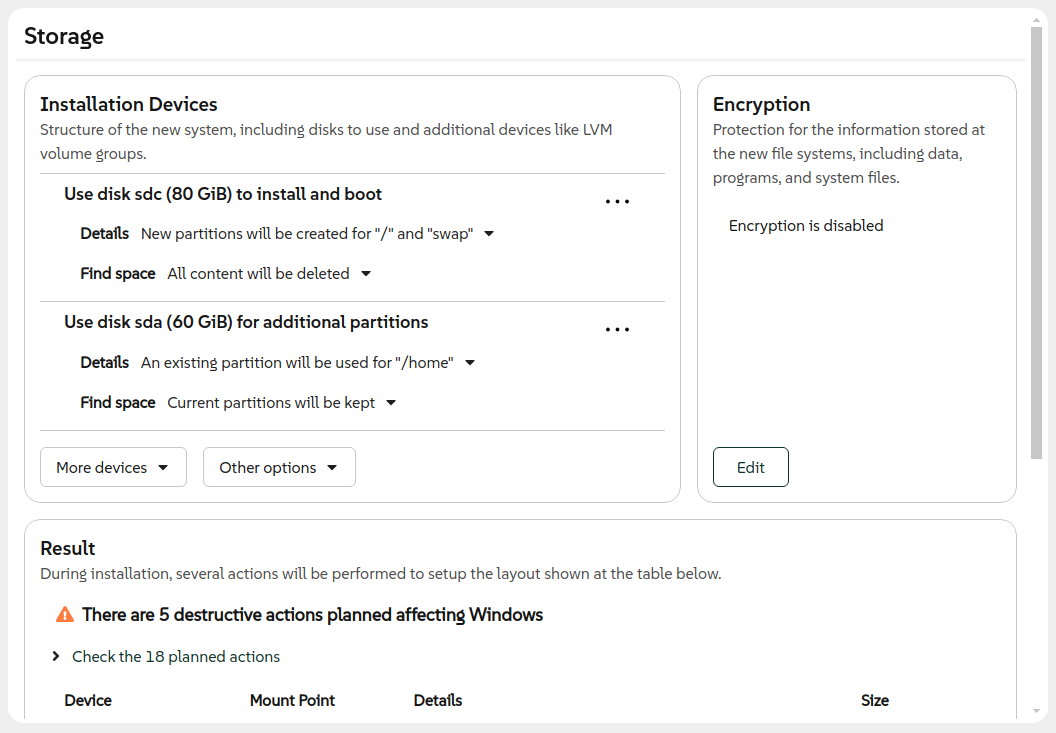 Storage
Installation Devices
Structure of the new system, including disks to use and additional devices like LVM
volume groups.
Use disk sdc (80 GiB) to install and boot
Details New partitions will be created for "/" and "swap"
Find space All content will be deleted
Use disk sda (60 GiB) for additional partitions
Details An existing partition will be used for "/home"
Find space Current partitions will be kept
More devices Other options
Encryption
Protection for the information stored at
the new file systems, including data,
programs, and system files.
Encryption is disabled
Edit
Result
During installation, several actions will be performed to setup the layout shown at the table below.
There are 5 destructive actions planned affecting Windows
Check the 18 planned actions
Device Mount Point Details Size